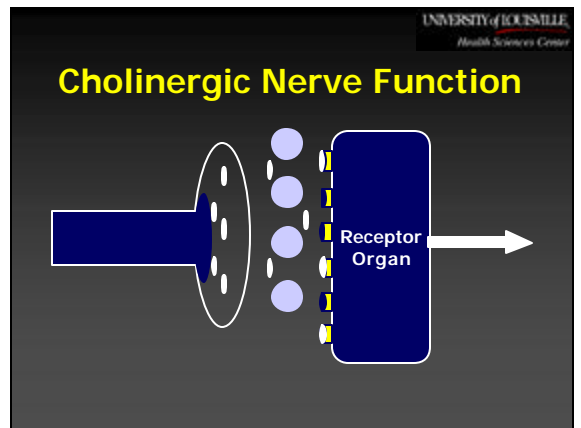 UNIVERSITY of LOUISVILLE
Health Sciences Center
Cholinergic Nerve Function
Receptor
Organ